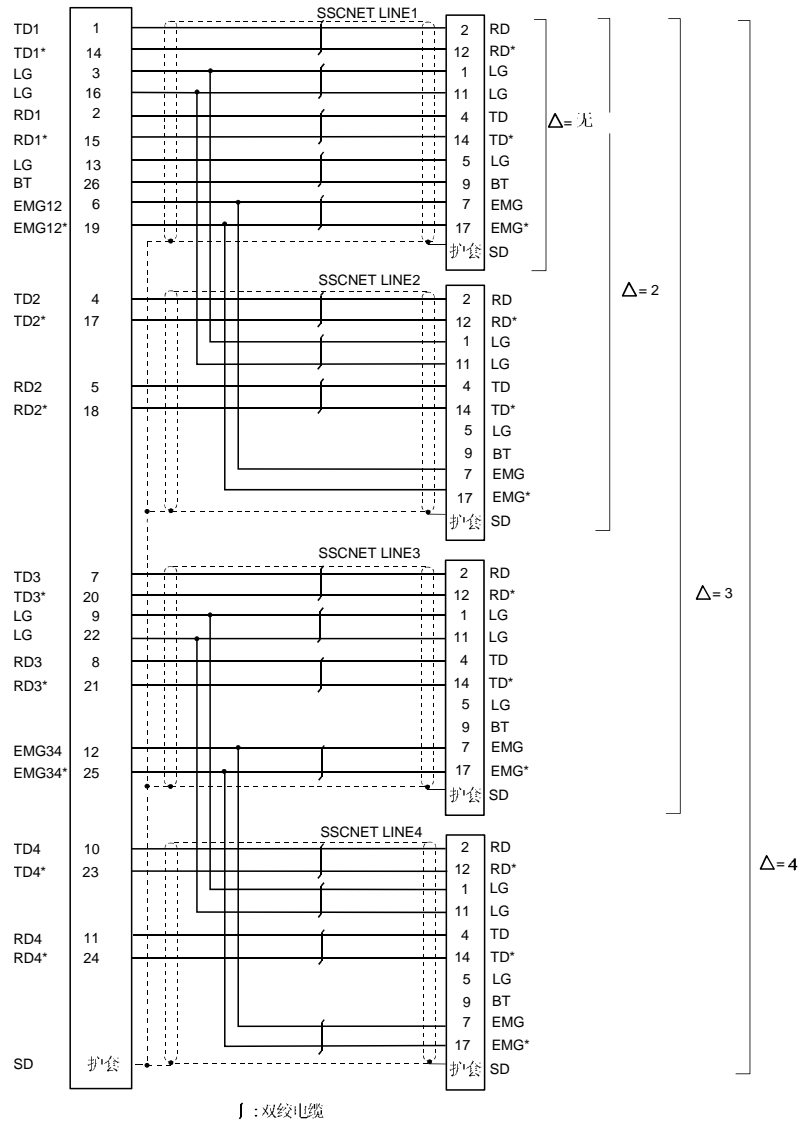 SSCNET LINE1
TD1 1 2 RD
TD1* 14 12 RD*
LG 3 1 LG
LG 16 11 LG
RD1 2 4 TD
△= 无
RD1* 15 14 TD*
LG 13 5 LG
BT 26 9 BT
EMG12 6 7 EMG
EMG12* 19 17 EMG*
护套 SD
SSCNET LINE2
△= 2
TD2 4 2 RD
TD2* 17 12 RD*
1 LG
11 LG
RD2 5 4 TD
RD2* 18 14 TD*
5 LG
9 BT
7 EMG
17 EMG*
护套 SD
SSCNET LINE3
TD3 7 2 RD
TD3* 20 12 RD*
△= 3
LG 9 1 LG
LG 22 11 LG
RD3 8 4 TD
RD3* 21 14 TD*
5 LG
9 BT
EMG34 12 7 EMG
EMG34* 25 17 EMG*
护套 SD
SSCNET LINE4
TD4 10 2 RD
TD4* 23 12 RD*
△= 4
1 LG
11 LG
RD4 11 4 TD
RD4* 24 14 TD*
5 LG
9 BT
7 EMG
17 EMG*
SD 护套 护套 SD
∫ : 双绞电缆